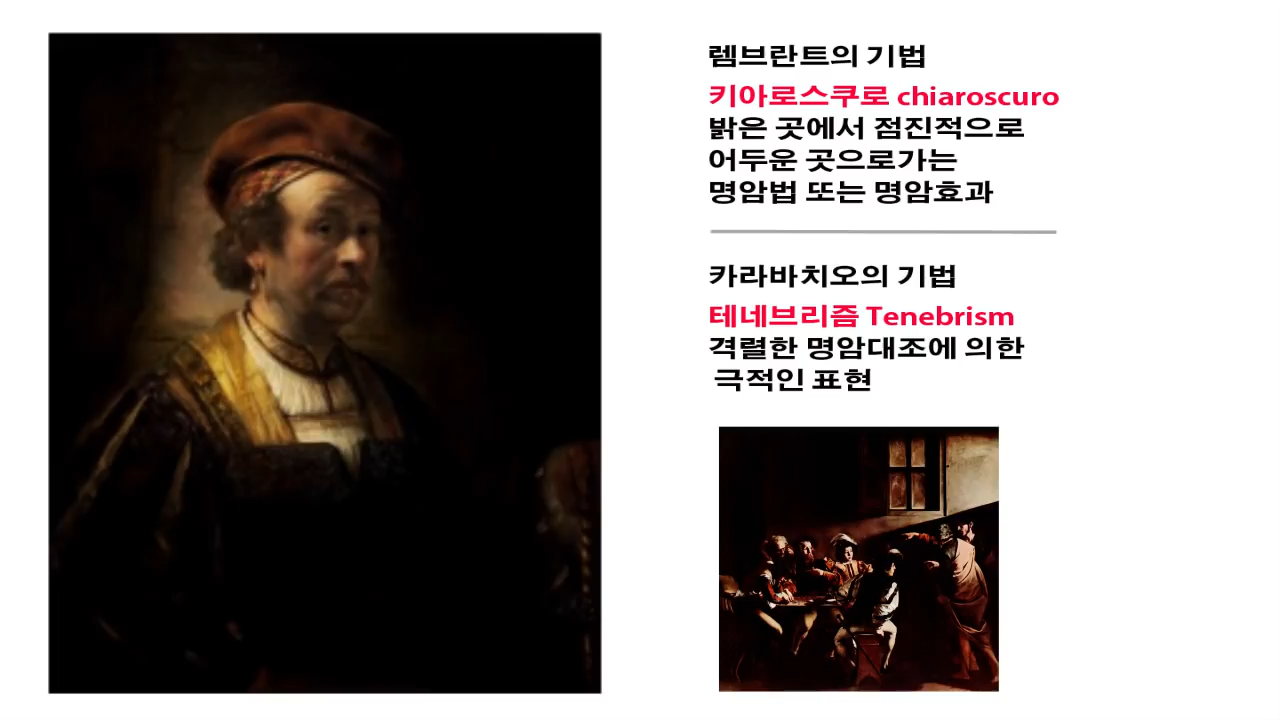 렘브란트의 기법
키아로스쿠로 chiaroscuro
밝은 곳에서 점진적으로
어두운 곳으로가는
명암법 또는 명암효과
카라바치오의 기법
테네브리즘 Tenebrism
격렬한 명암대조에 의한
극적인 표현